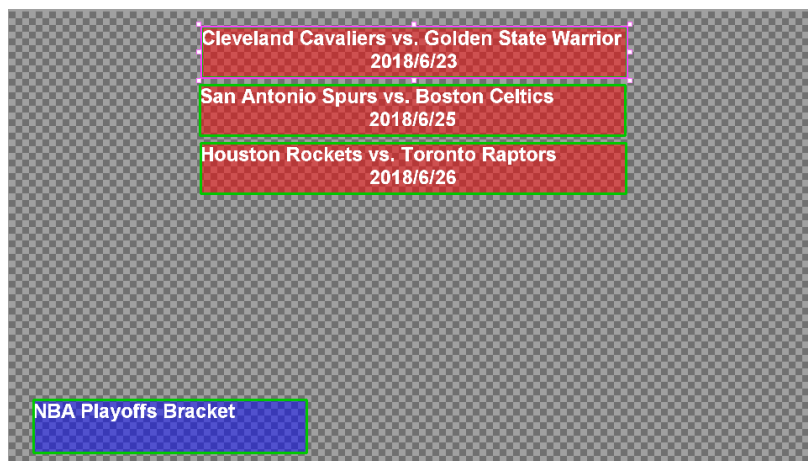 Cleveland Cavaliers vs. Golden State Warrior
2018/6/23
San Antonio Spurs vs. Boston Celtics
2018/6/25
Houston Rockets vs. Toronto Raptors
2018/6/26
NBA Playoffs Bracket